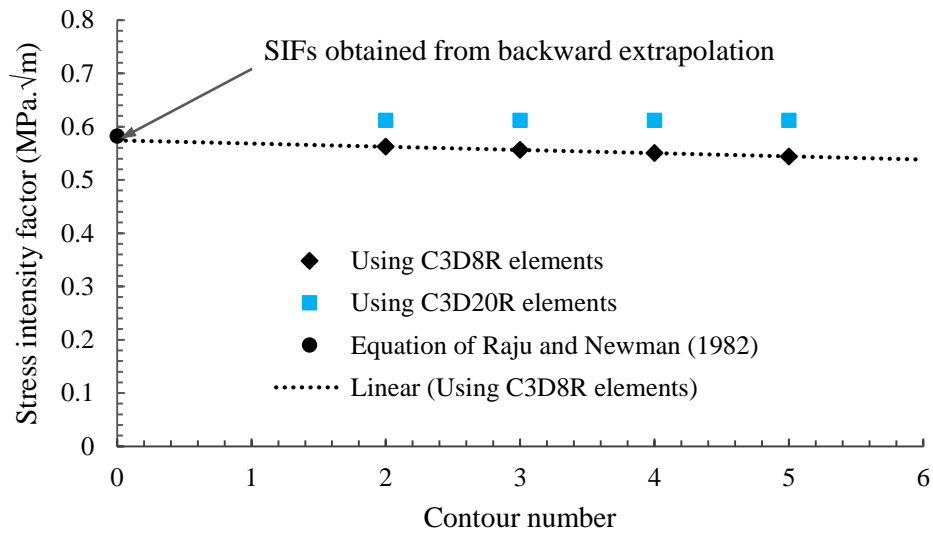 0.8
SIFs obtained from backward extrapolation
0.7
0.6
0.5
0.4
0.3
0.2
0.1
0
Stress intensity factor (MPa.√m)
Using C3D8R elements
Using C3D20R elements
Equation of Raju and Newman (1982)
Linear (Using C3D8R elements)
0 1 2 3 4 5 6
Contour number